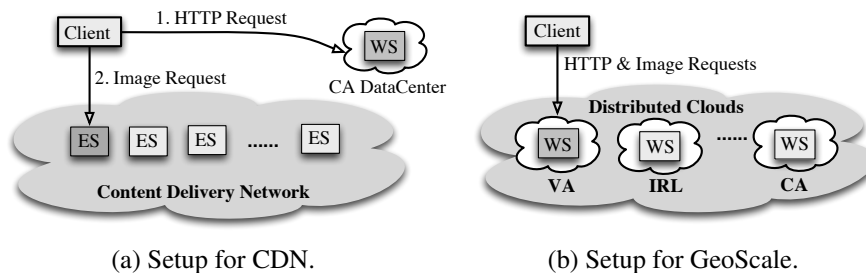 Client
1. HTTP Request
WS
CA DataCenter
2. Image Request
ES ES ES ...... ES
Content Delivery Network
(a) Setup for CDN.
Client
HTTP & Image Requests
Distributed Clouds
WS WS ...... WS
VA IRL CA
(b) Setup for GeoScale.